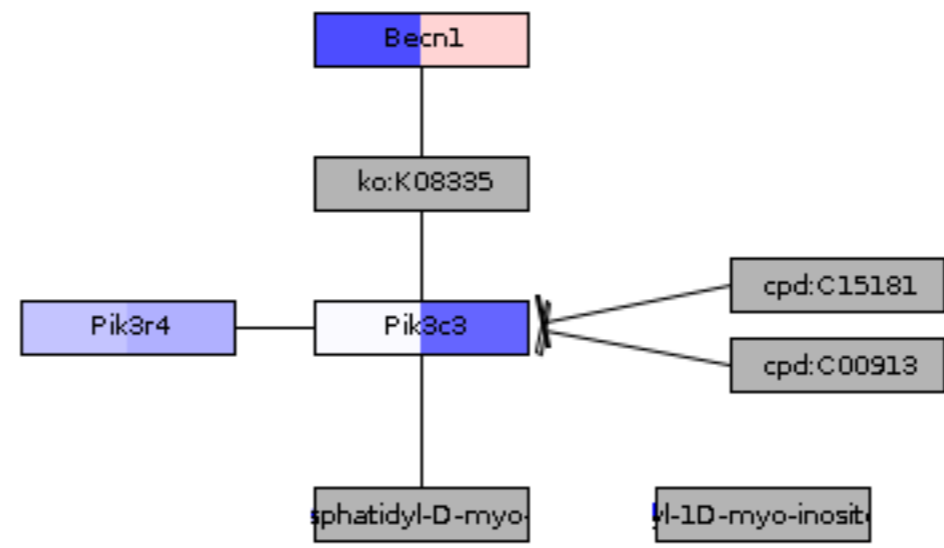 Becn1
ko:K08335
cpd:C15181
Pik3r4
Pik3c3
cpd:C00913
sphatidyl-D-myo-
yl-1D-myo-inosit